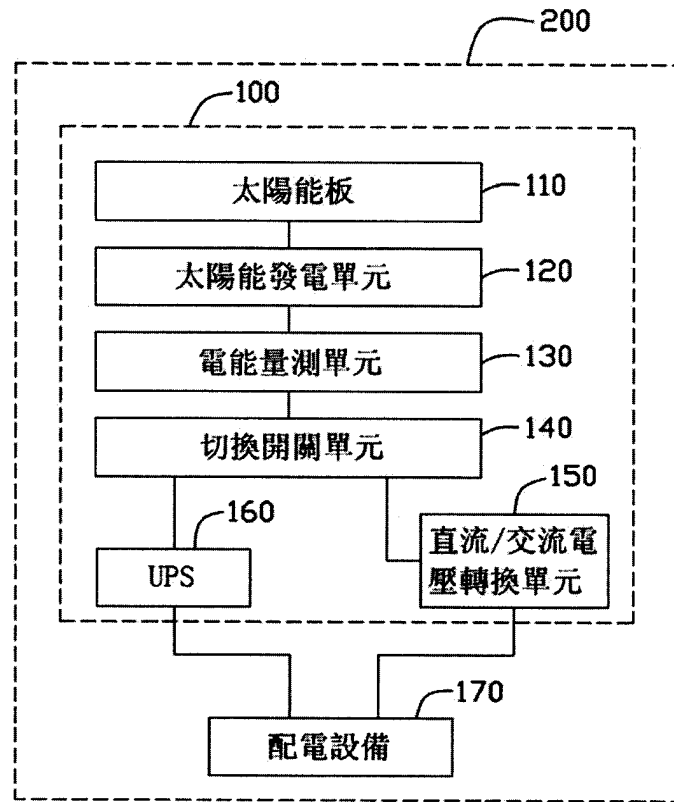 200
100
太陽能板
110
太陽能發電單元
120
電能量測單元
130
切換開關單元
140
150
160
UPS
直流/交流電
壓轉換單元
170
配電設備